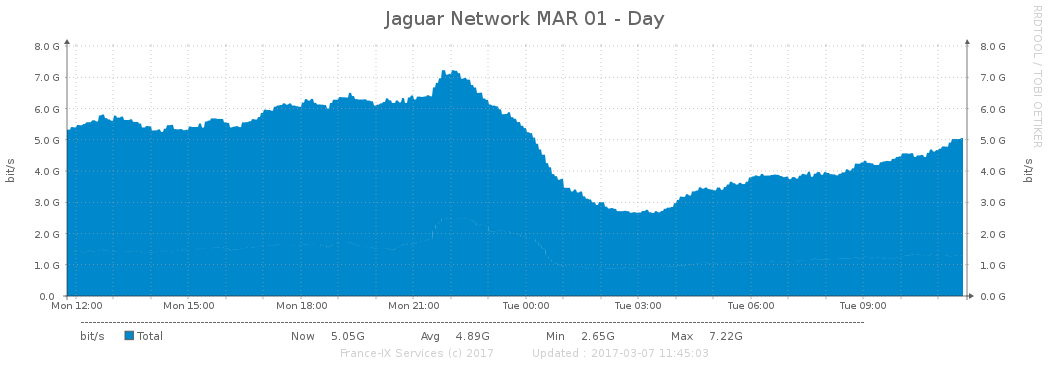 Jaguar Network MAR 01 - Day
RRDTOOL / TOBI OETIKER
bit/s
8.0 G
7.0 G
6.0 G
5.0 G
4.0 G
3.0 G
2.0 G
1.0 G
0.0
8.0 G
7.0 G
6.0 G
5.0 G
4.0 G
3.0 G
2.0 G
1.0 G
0.0 G
bit/s
Mon 12:00 Mon 15:00 Mon 18:00 Mon 21:00 Tue 00:00 Tue 03:00 Tue 06:00 Tue 09:00
bit/s Total Now 5.05G Avg 4.89G Min 2.65G Max 7.22G
France-IX Services (c) 2017 Updated : 2017-03-07 11:45:03